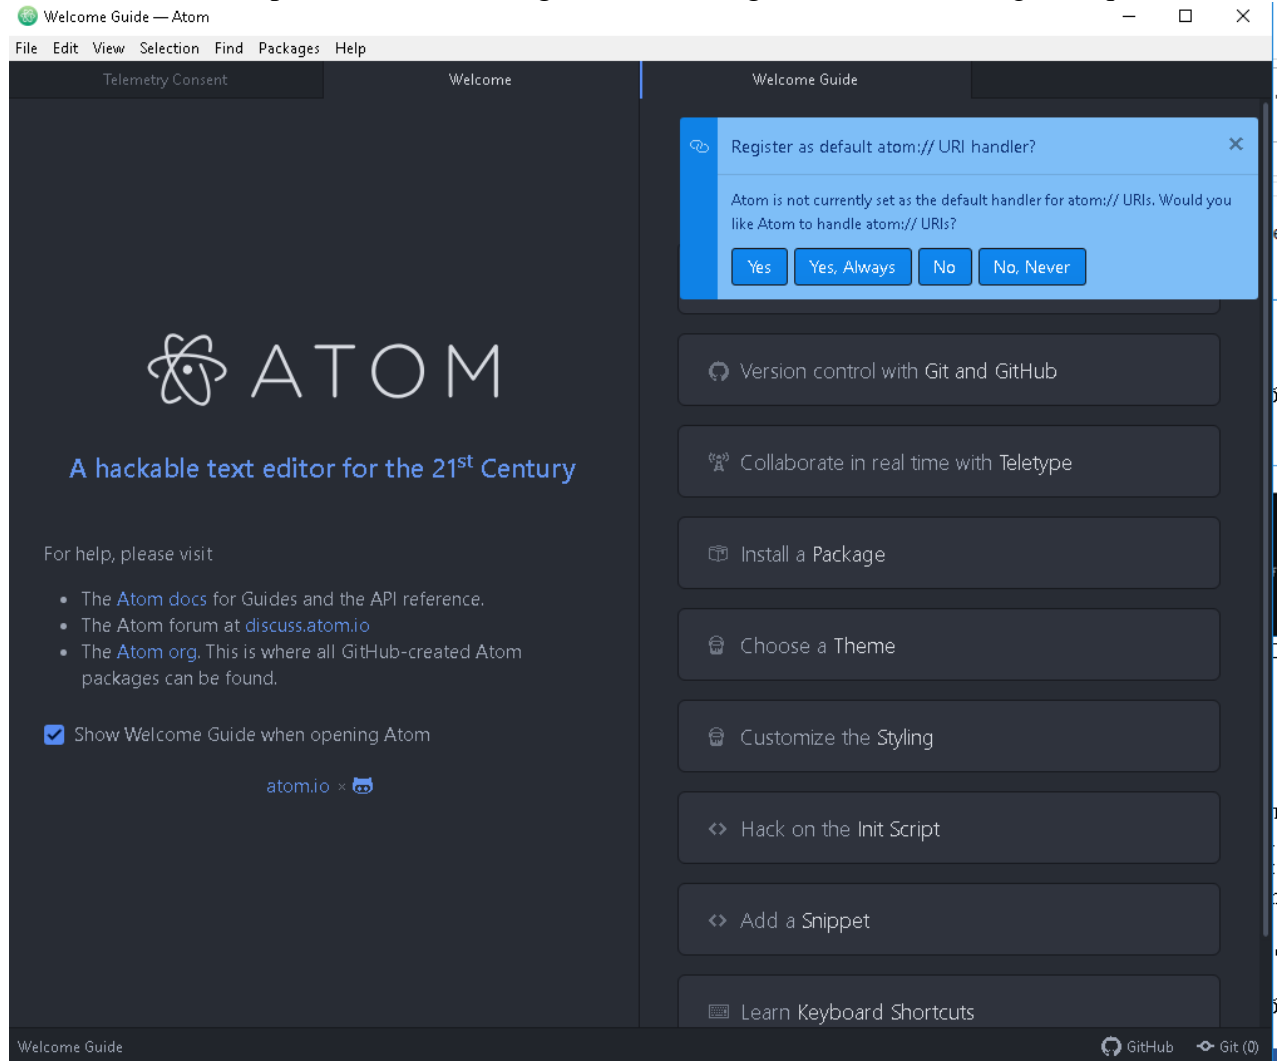 Welcome Guide — Atom
File Edit View Selection Find Packages Help
Telemetry Consent
Welcome
Welcome Guide
ATOM
A hackable text editor for the 21st Century
For help, please visit
The Atom docs for Guides and the API reference.
The Atom forum at discuss.atom.io
The Atom org. This is where all GitHub-created Atom
packages can be found.
Show Welcome Guide when opening Atom
atom.io ×
Register as default atom:// URI handler?
Atom is not currently set as the default handler for atom:// URIs. Would you
like Atom to handle atom:// URIs?
Yes
Yes, Always
No
No, Never
Version control with Git and GitHub
Collaborate in real time with Teletype
Install a Package
Choose a Theme
Customize the Styling
Hack on the Init Script
Add a Snippet
Learn Keyboard Shortcuts
Welcome Guide
GitHub
Git (0)